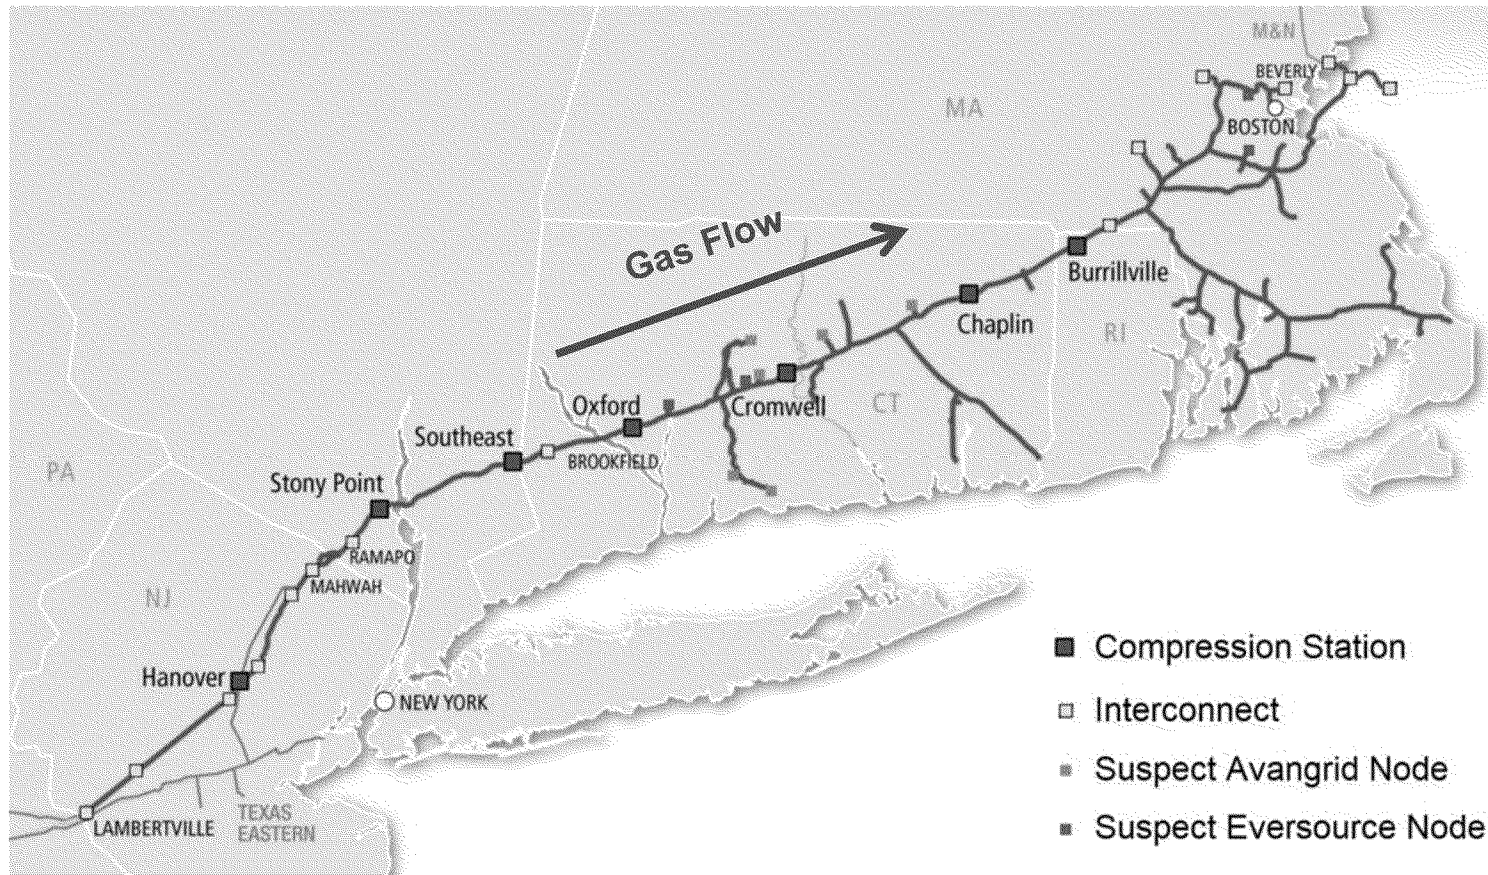 M&N
BEVERLY
MA
BOSTON
Gas Flow
Burrillville
Chaplin
RI
Oxford
Cromwell
CT
Southeast
BROOKFIELD
PA
Stony Point
RAMAPO
MAHWAH
NJ
Hanover
NEW YORK
LAMBERTVILLE
TEXAS
EASTERN
Compression Station
Interconnect
Suspect Avangrid Node
Suspect Eversource Node